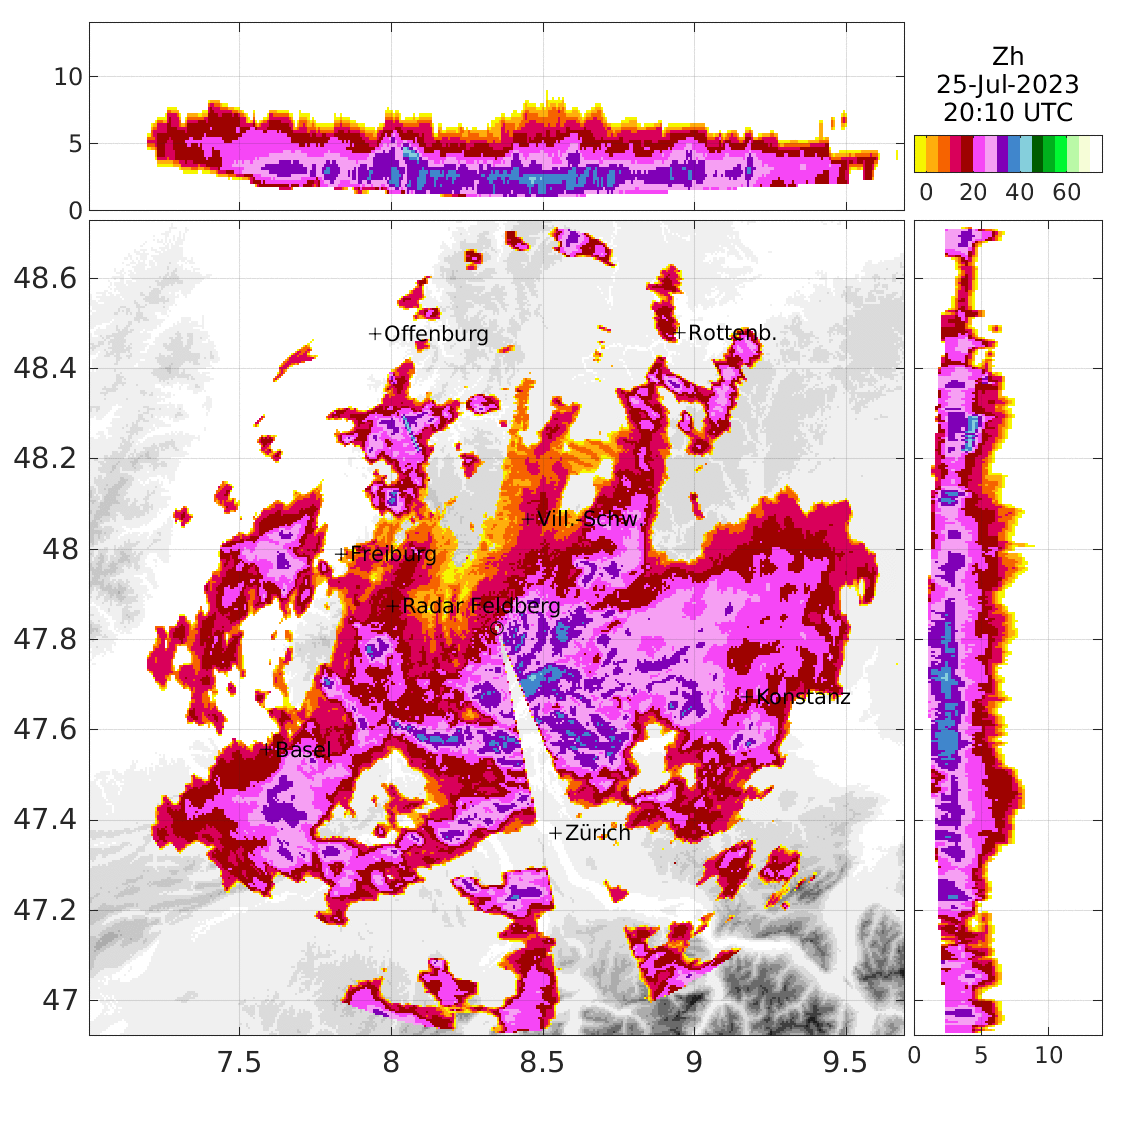 10
5
0
Zh
25-Jul-2023
20:10 UTC
0 20 40 60
48.6
48.4
48.2
48
47.8
47.6
47.4
47.2
47
+Offenburg
+Rottenb.
+Vill.-Schw.
+Freiburg
+Radar Feldberg
+Konstanz
+Basel
+Zürich
7.5 8 8.5 9 9.5
0 5 10